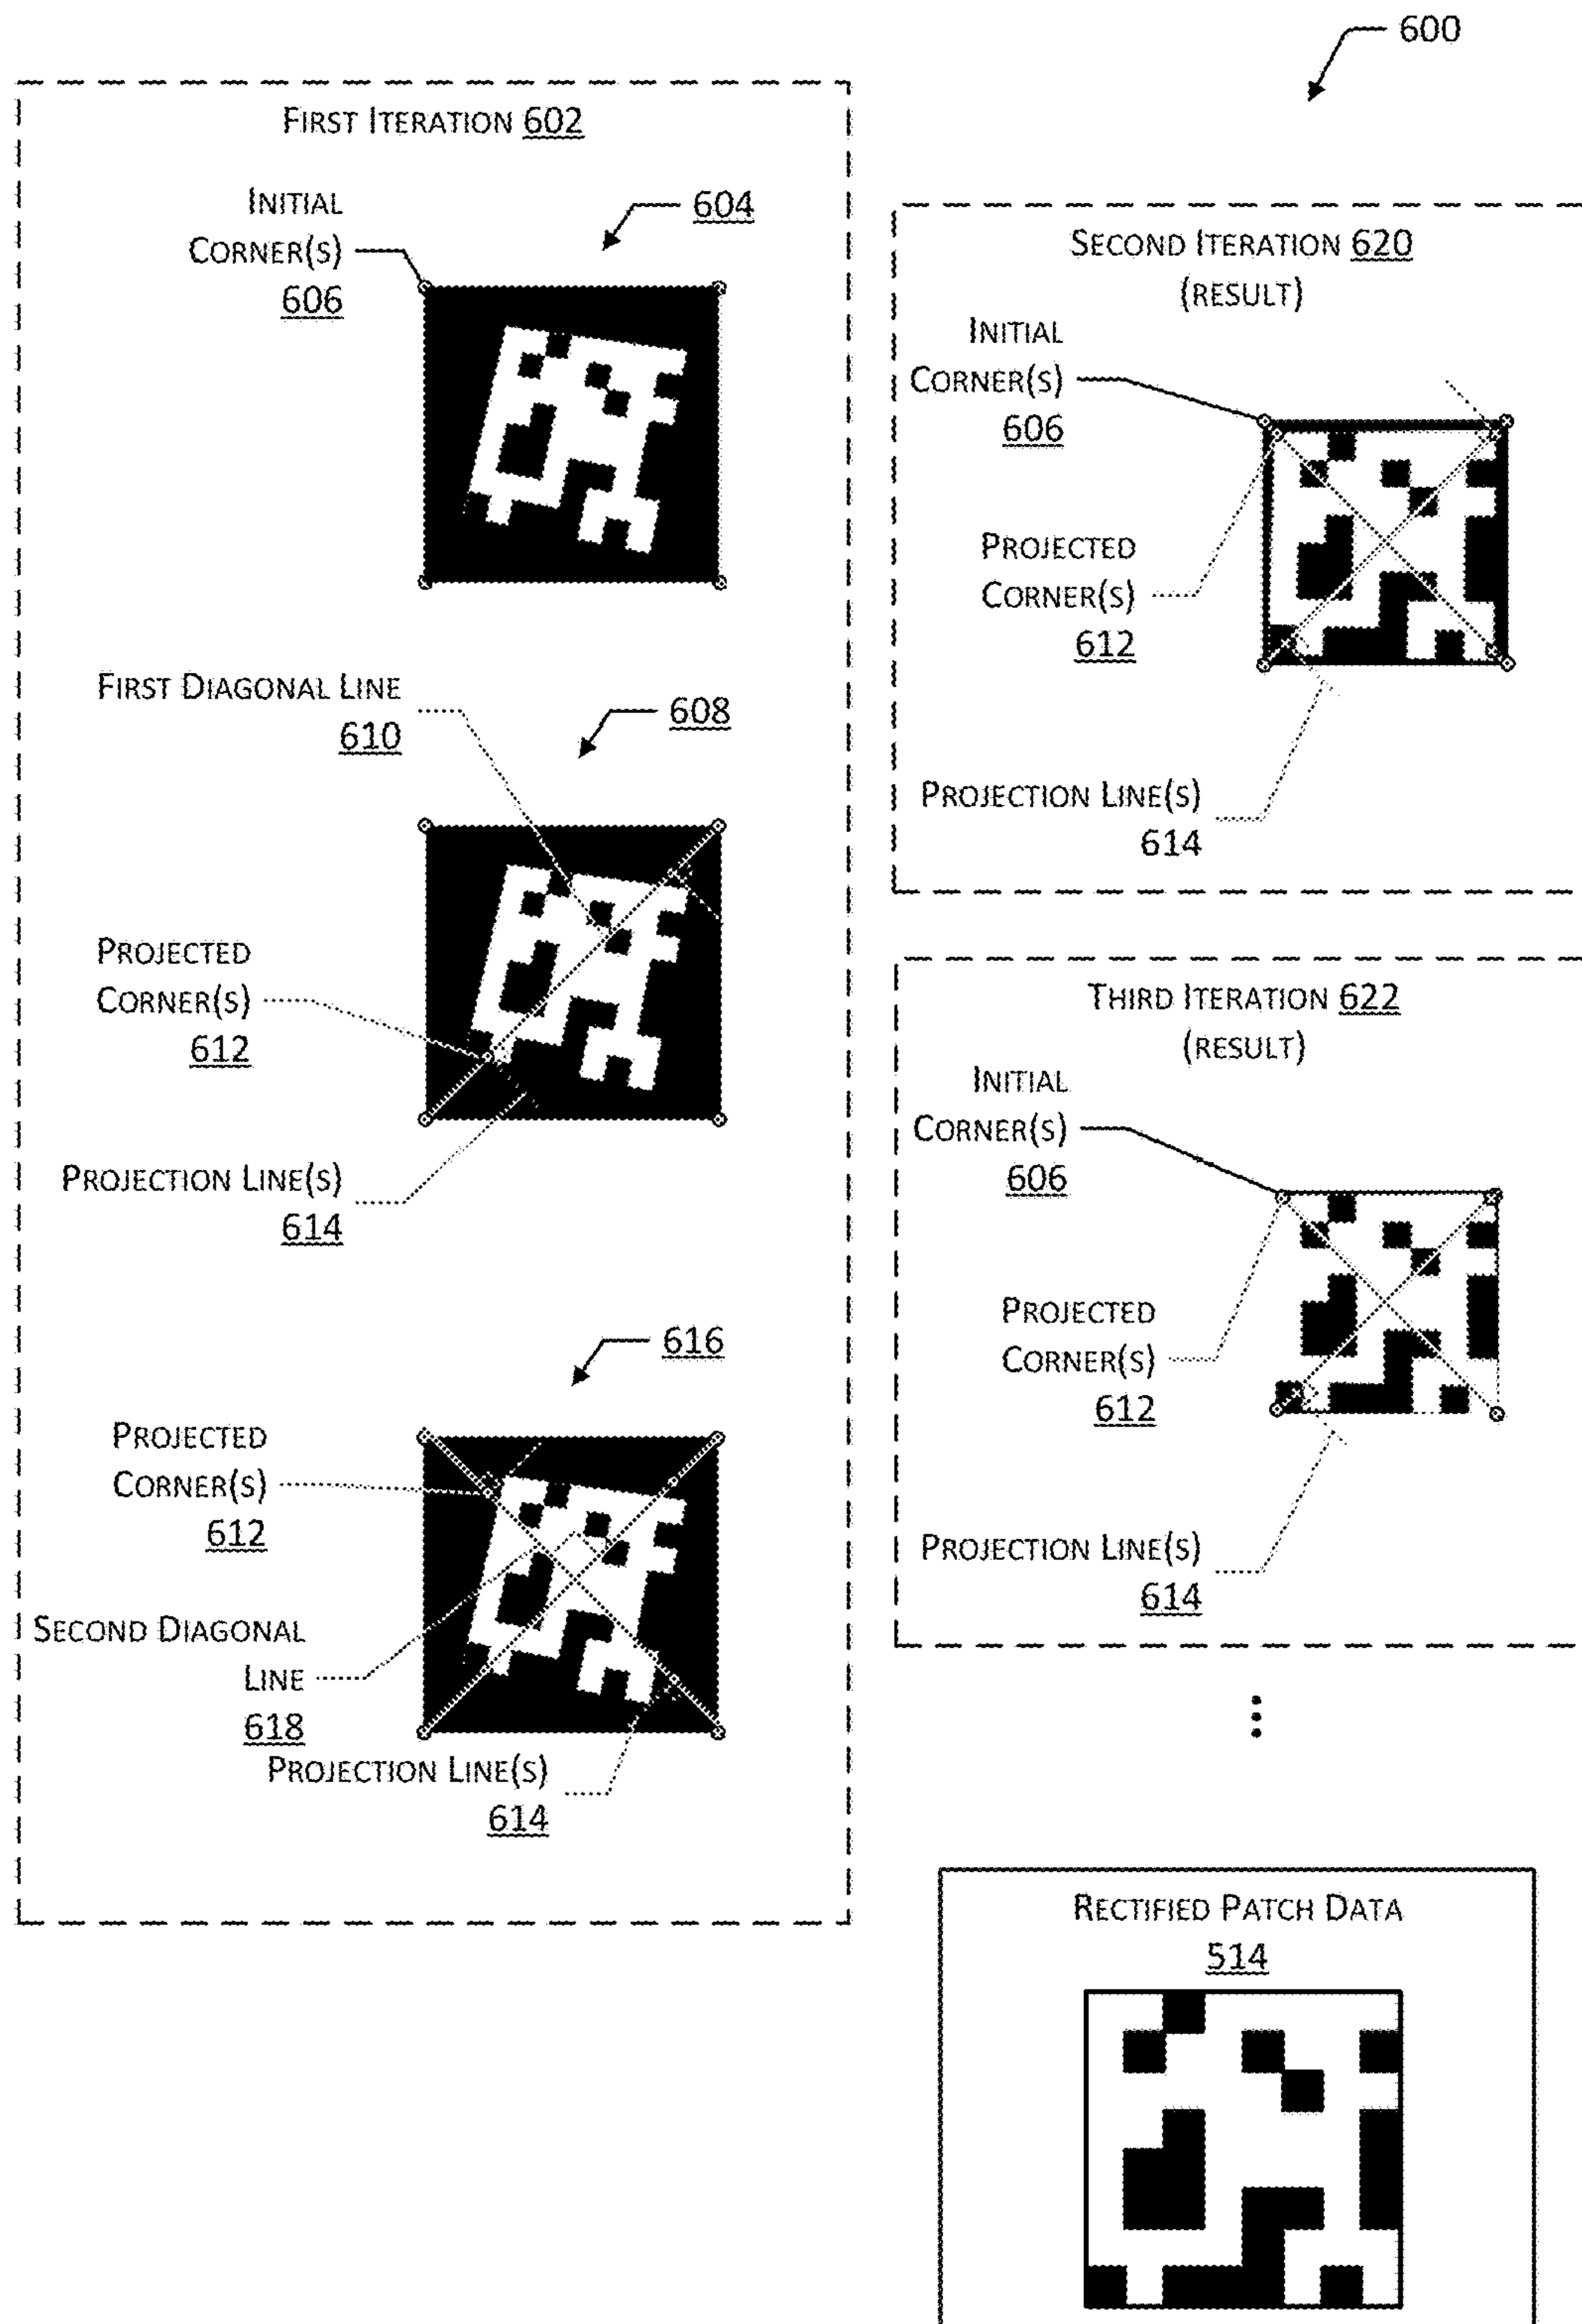 600
FIRST ITERATION 602
INITIAL
CORNER(S)
606
604
FIRST DIAGONAL LINE
610
608
PROJECTED
CORNER(S)
612
PROJECTION LINE(S)
614
616
PROJECTED
CORNER(S)
612
SECOND DIAGONAL
LINE
618
PROJECTION LINE(S)
614
SECOND ITERATION 620
(RESULT)
INITIAL
CORNER(S)
606
PROJECTED
CORNER(S)
612
PROJECTION LINE(S)
614
THIRD ITERATION 622
(RESULT)
INITIAL
CORNER(S)
606
PROJECTED
CORNER(S)
612
PROJECTION LINE(S)
614
RECTIFIED PATCH DATA
514